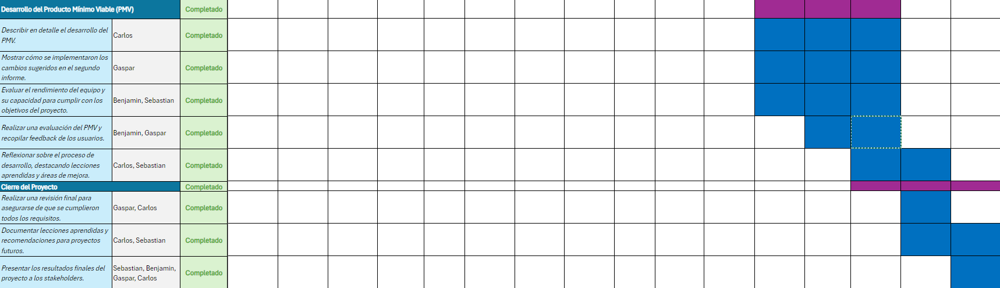 Desarrollo del Producto Mínimo Viable (PMV) Completado
Describir en detalle el desarrollo del
PMV.
Carlos
Completado
Mostrar cómo se implementaron los
cambios sugeridos en el segundo
informe.
Gaspar
Completado
Evaluar el rendimiento del equipo y
su capacidad para cumplir con los
objetivos del proyecto.
Benjamin, Sebastian
Completado
Realizar una evaluación del PMV y
recopilar feedback de los usuarios.
Benjamin, Gaspar
Completado
Reflexionar sobre el proceso de
desarrollo, destacando lecciones
aprendidas y áreas de mejora.
Carlos, Sebastian
Completado
Cierre del Proyecto Completado
Realizar una revisión final para
asegurarse de que se cumplieron
todos los requisitos.
Gaspar, Carlos
Completado
Documentar lecciones aprendidas y
recomendaciones para proyectos
futuros.
Carlos, Sebastian
Completado
Presentar los resultados finales del
proyecto a los stakeholders.
Sebastian, Benjamin,
Gaspar, Carlos
Completado